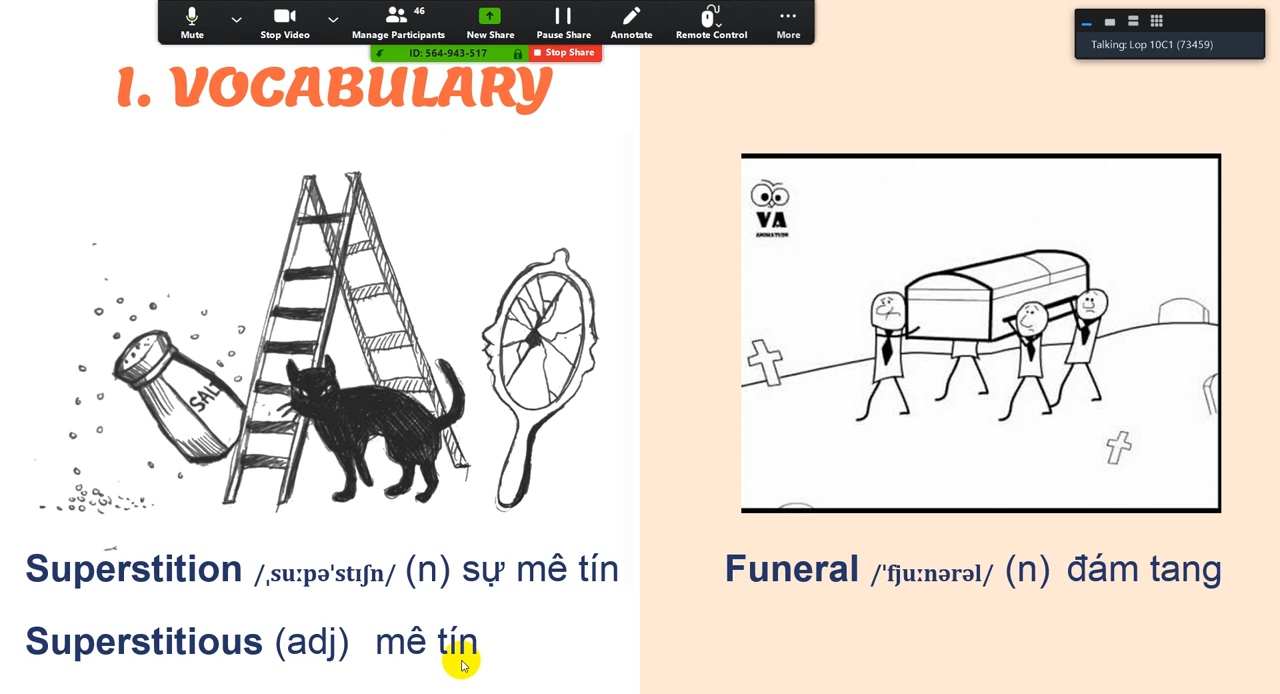 Mute
Stop Video
46
Manage Participants
New Share
Pause Share
Annotate
Remote Control
More
ID: 564-943-517
Stop Share
Talking: Lop 10C1 (73459)
1. VOCABULARY
SALT
VA
ANIMATION
Superstition /ˌsuːpəˈstɪʃn/ (n) sự mê tín
Superstitious (adj) mê tín
Funeral /ˈfjuːnərəl/ (n) đám tang